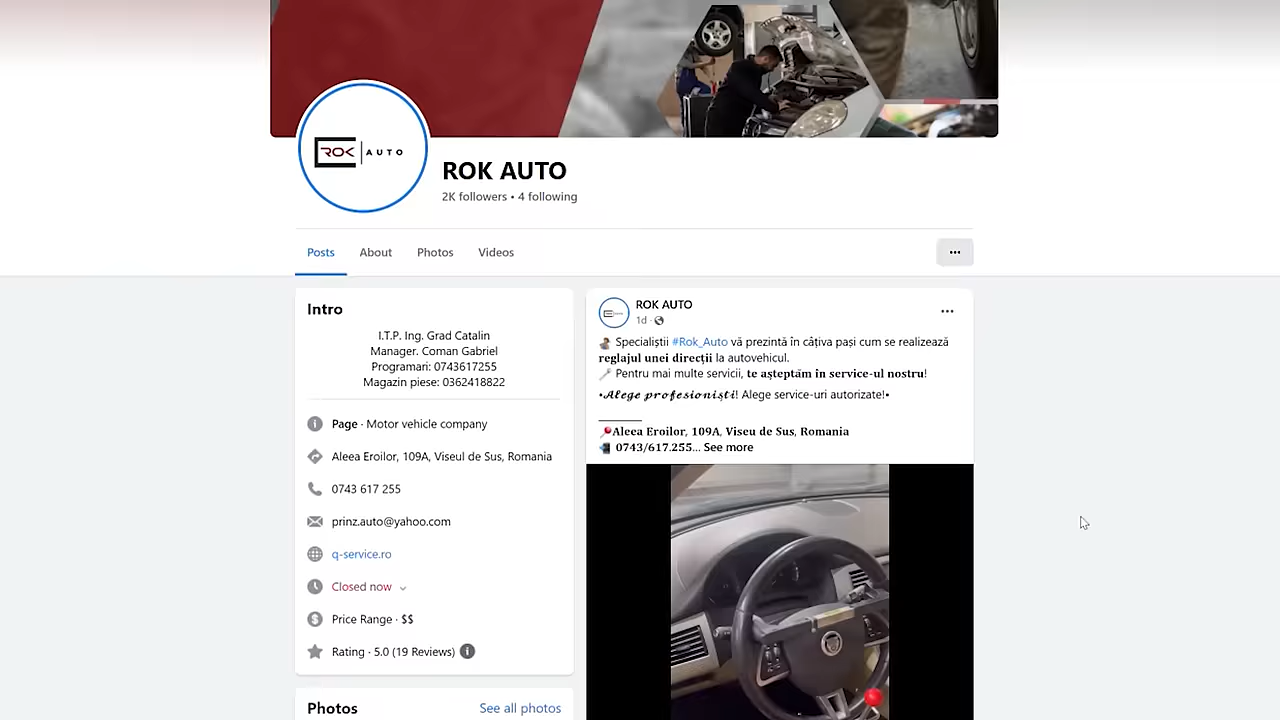 ROK AUTO
ROK AUTO
2K followers • 4 following
Posts About Photos Videos
Intro
I.T.P. Ing. Grad Catalin
Manager. Coman Gabriel
Programari: 0743617255
Magazin piese: 0362418822
Page · Motor vehicle company
Aleea Eroilor, 109A, Viseul de Sus, Romania
0743 617 255
prinz.auto@yahoo.com
q-service.ro
Closed now
Price Range · $$
Rating · 5.0 (19 Reviews)
Photos See all photos
ROK AUTO
1d ·
Specialiștii #Rok_Auto vă prezintă în câțiva pași cum se realizează
𝐫𝐞𝐠𝐥𝐚𝐣𝐮𝐥 𝐮𝐧𝐞𝐢 𝐝𝐢𝐫𝐞𝐜𝐭̦𝐢𝐢 la autovehicul.
Pentru mai multe servicii, 𝐭𝐞 𝐚𝐬̦𝐭𝐞𝐩𝐭𝐚̆𝐦 𝐢̂𝐧 𝐬𝐞𝐫𝐯𝐢𝐜𝐞-𝐮𝐥 𝐧𝐨𝐬𝐭𝐫𝐮!
•𝓐𝓵𝓮𝓰𝓮 𝓹𝓻𝓸𝓯𝓮𝓼𝓲𝓸𝓷𝓲𝓼̦𝓽𝓲! Alege service-uri autorizate!•
𝐀𝐥𝐞𝐞𝐚 𝐄𝐫𝐨𝐢𝐥𝐨𝐫, 𝟏𝟎𝟗𝐀, 𝐕𝐢𝐬𝐞𝐮 𝐝𝐞 𝐒𝐮𝐬, 𝐑𝐨𝐦𝐚𝐧𝐢𝐚
𝟎𝟕𝟒𝟑/𝟔𝟏𝟕.𝟐𝟓𝟓... See more